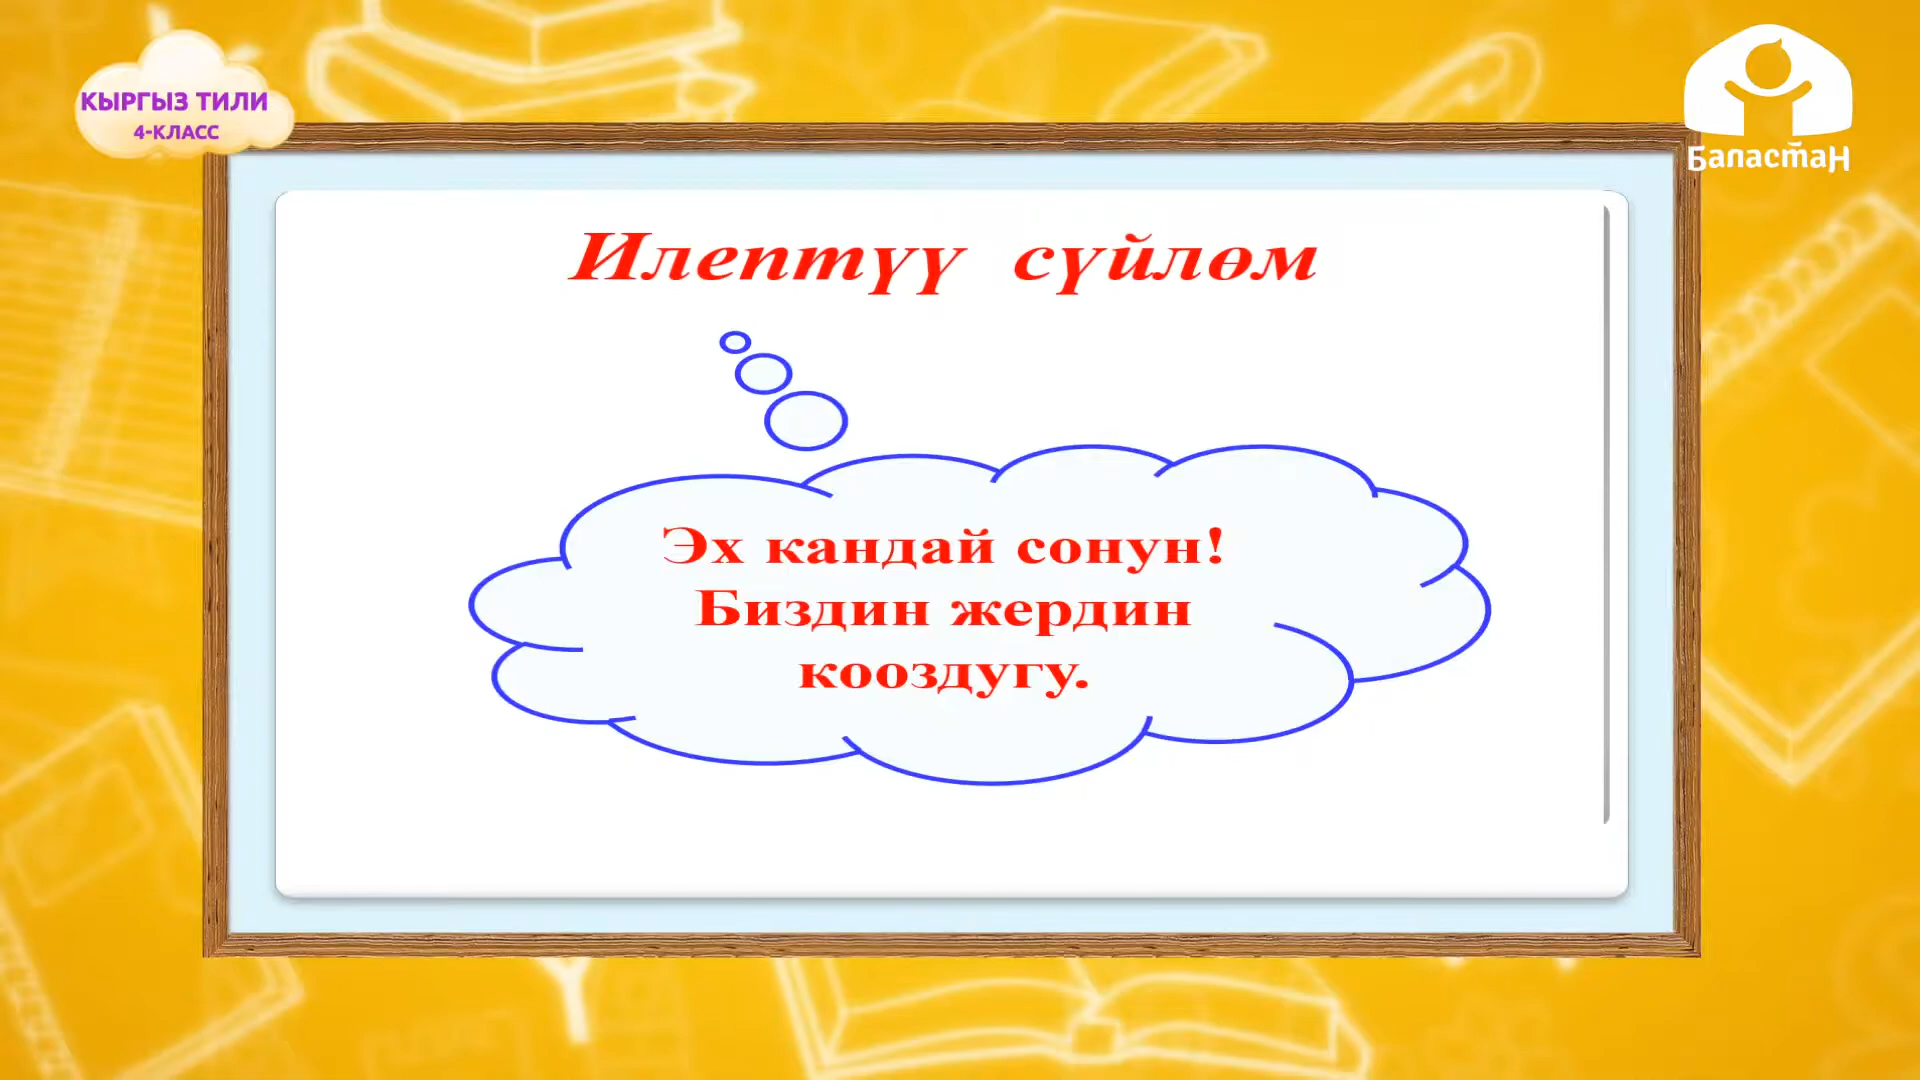 КЫРГЫЗ ТИЛИ
4-КЛАСС
Баластан
Илептүү сүйлөм
Эх кандай сонун!
Биздин жердин
кооздугу.